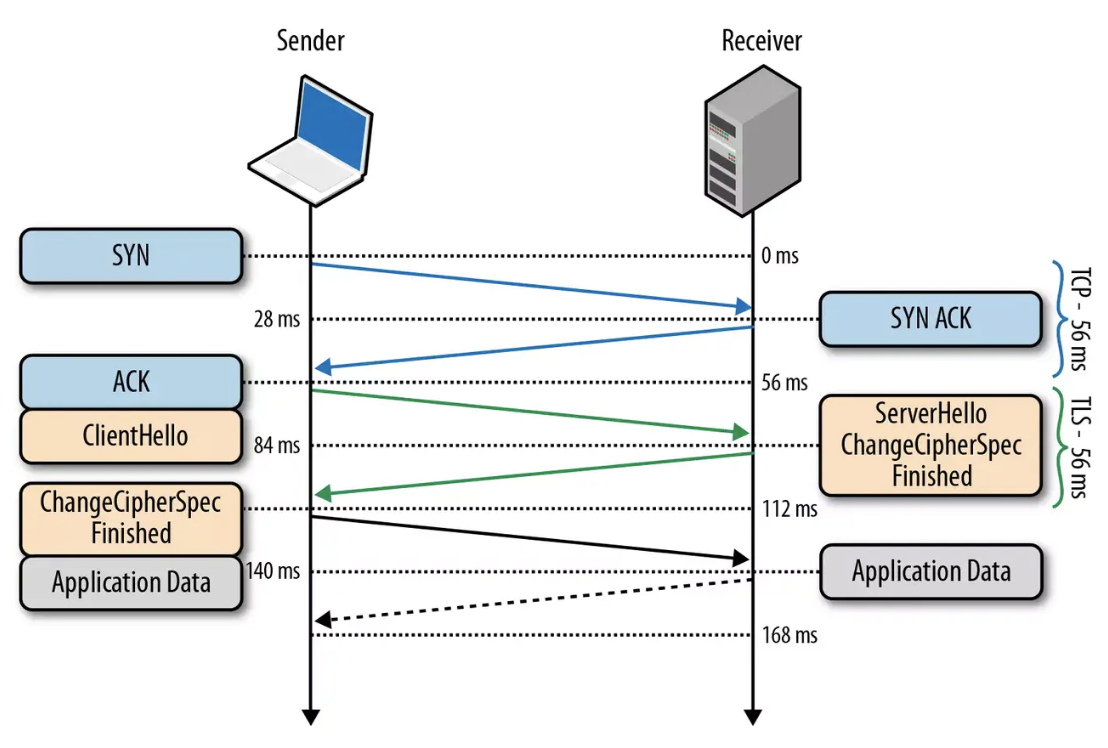 Sender
Receiver
SYN
0 ms
28 ms
SYN ACK
TCP - 56 ms
ACK
56 ms
ClientHello
84 ms
ServerHello
ChangeCipherSpec
Finished
TLS - 56 ms
ChangeCipherSpec
Finished
112 ms
Application Data
140 ms
Application Data
168 ms